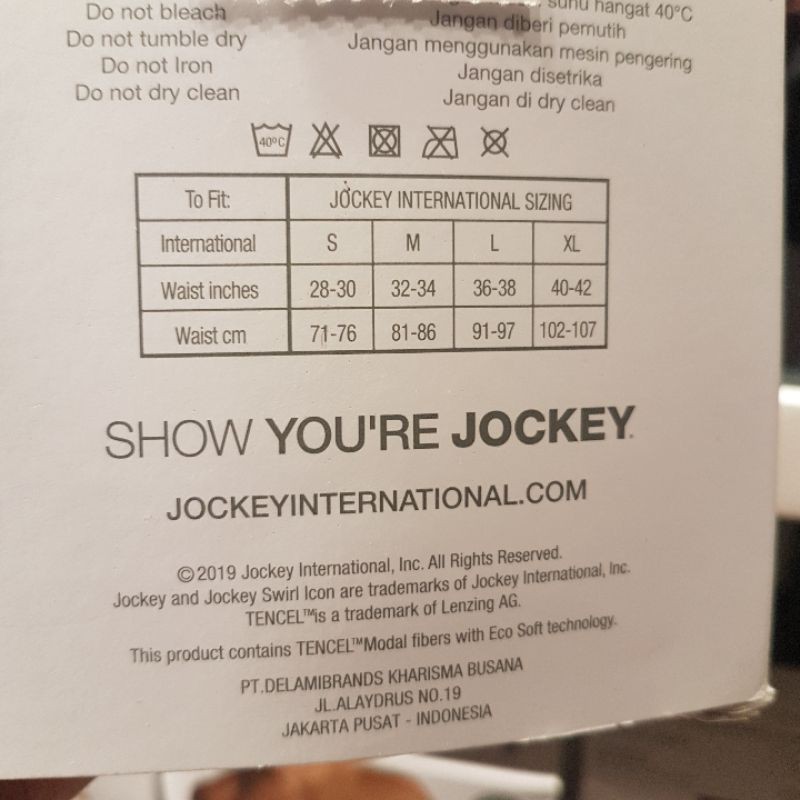 Do not bleach
Do not tumble dry
Do not Iron
Do not dry clean
suhu hangat 40°C
Jangan diberi pemutih
Jangan menggunakan mesin pengering
Jangan disetrika
Jangan di dry clean
40°C
To Fit: JOCKEY INTERNATIONAL SIZING
International S M L XL
Waist inches 28-30 32-34 36-38 40-42
Waist cm 71-76 81-86 91-97 102-107
SHOW YOU'RE JOCKEY.
JOCKEYINTERNATIONAL.COM
©2019 Jockey International, Inc. All Rights Reserved.
Jockey and Jockey Swirl Icon are trademarks of Jockey International, Inc.
TENCEL™is a trademark of Lenzing AG.
This product contains TENCEL™Modal fibers with Eco Soft technology.
PT.DELAMIBRANDS KHARISMA BUSANA
JL.ALAYDRUS NO.19
JAKARTA PUSAT - INDONESIA